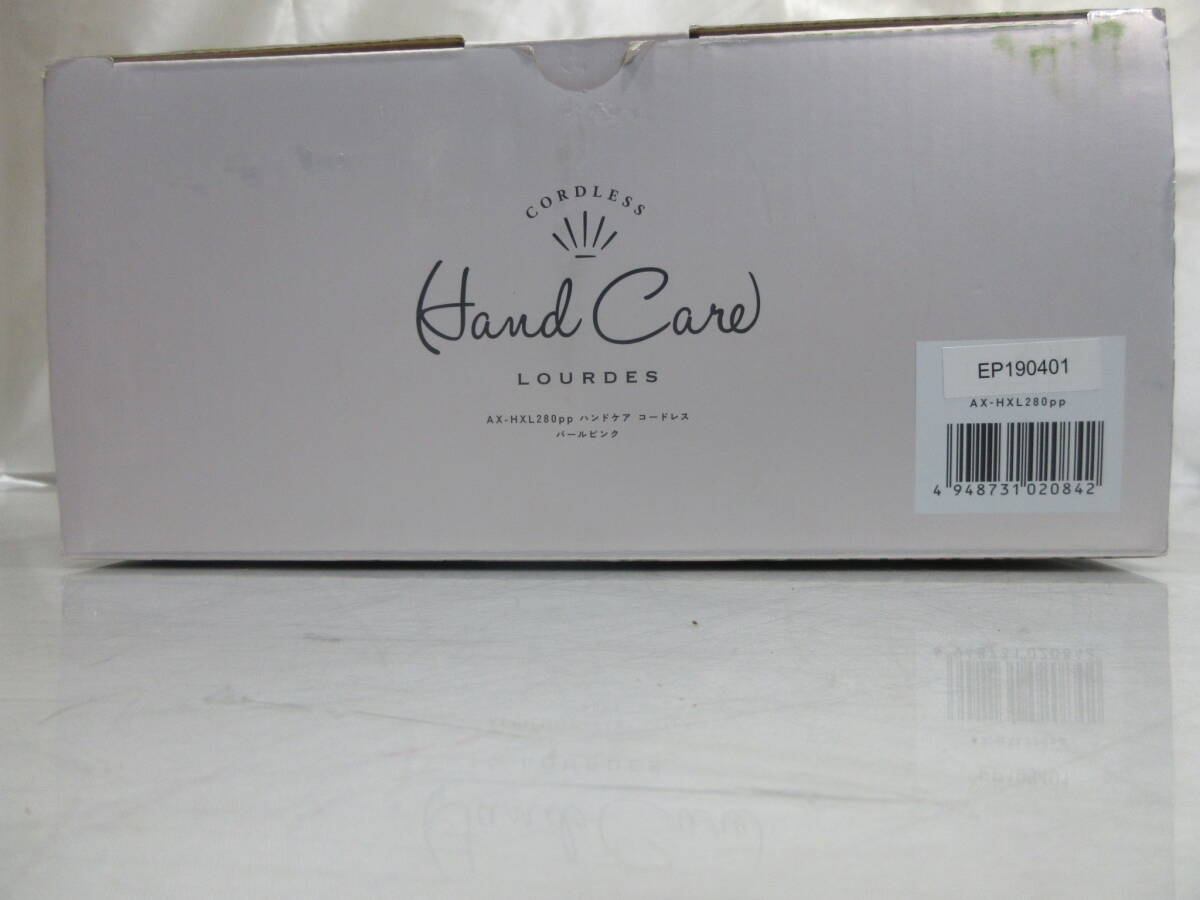 CORDLESS
Hand Care
LOURDES
AX-HXL280pp ハンドケア コードレス
パールピンク
EP190401
AX-HXL280pp
4 948731 020842